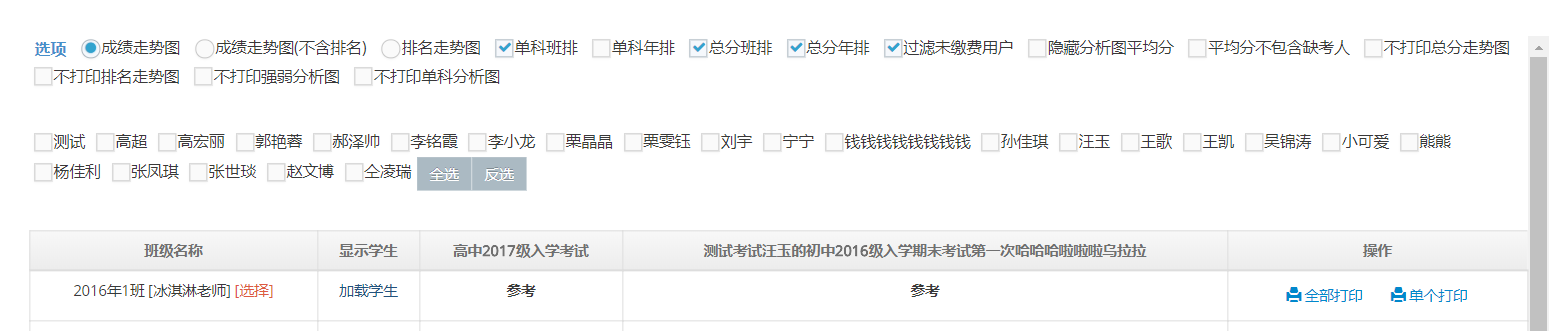 选项 成绩走势图 成绩走势图(不含排名) 排名走势图 单科班排 单科年排 总分班排 总分年排 过滤未缴费用户 隐藏分析图平均分 平均分不包含缺考人 不打印总分走势图
不打印排名走势图 不打印强弱分析图 不打印单科分析图
测试 高超 高宏丽 郭艳蓉 郝泽帅 李铭霞 李小龙 栗晶晶 栗雯钰 刘宇 宁宁 钱钱钱钱钱钱钱钱 孙佳琪 汪玉 王歌 王凯 吴锦涛 小可爱 熊熊
杨佳利 张凤琪 张世琰 赵文博 仝凌瑞 全选 反选
班级名称 显示学生 高中2017级入学考试 测试考试汪玉的初中2016级入学期末考试第一次哈哈哈啦啦啦乌拉拉 操作
2016年1班 [冰淇淋老师] [选择] 加载学生 参考 参考 全部打印 单个打印